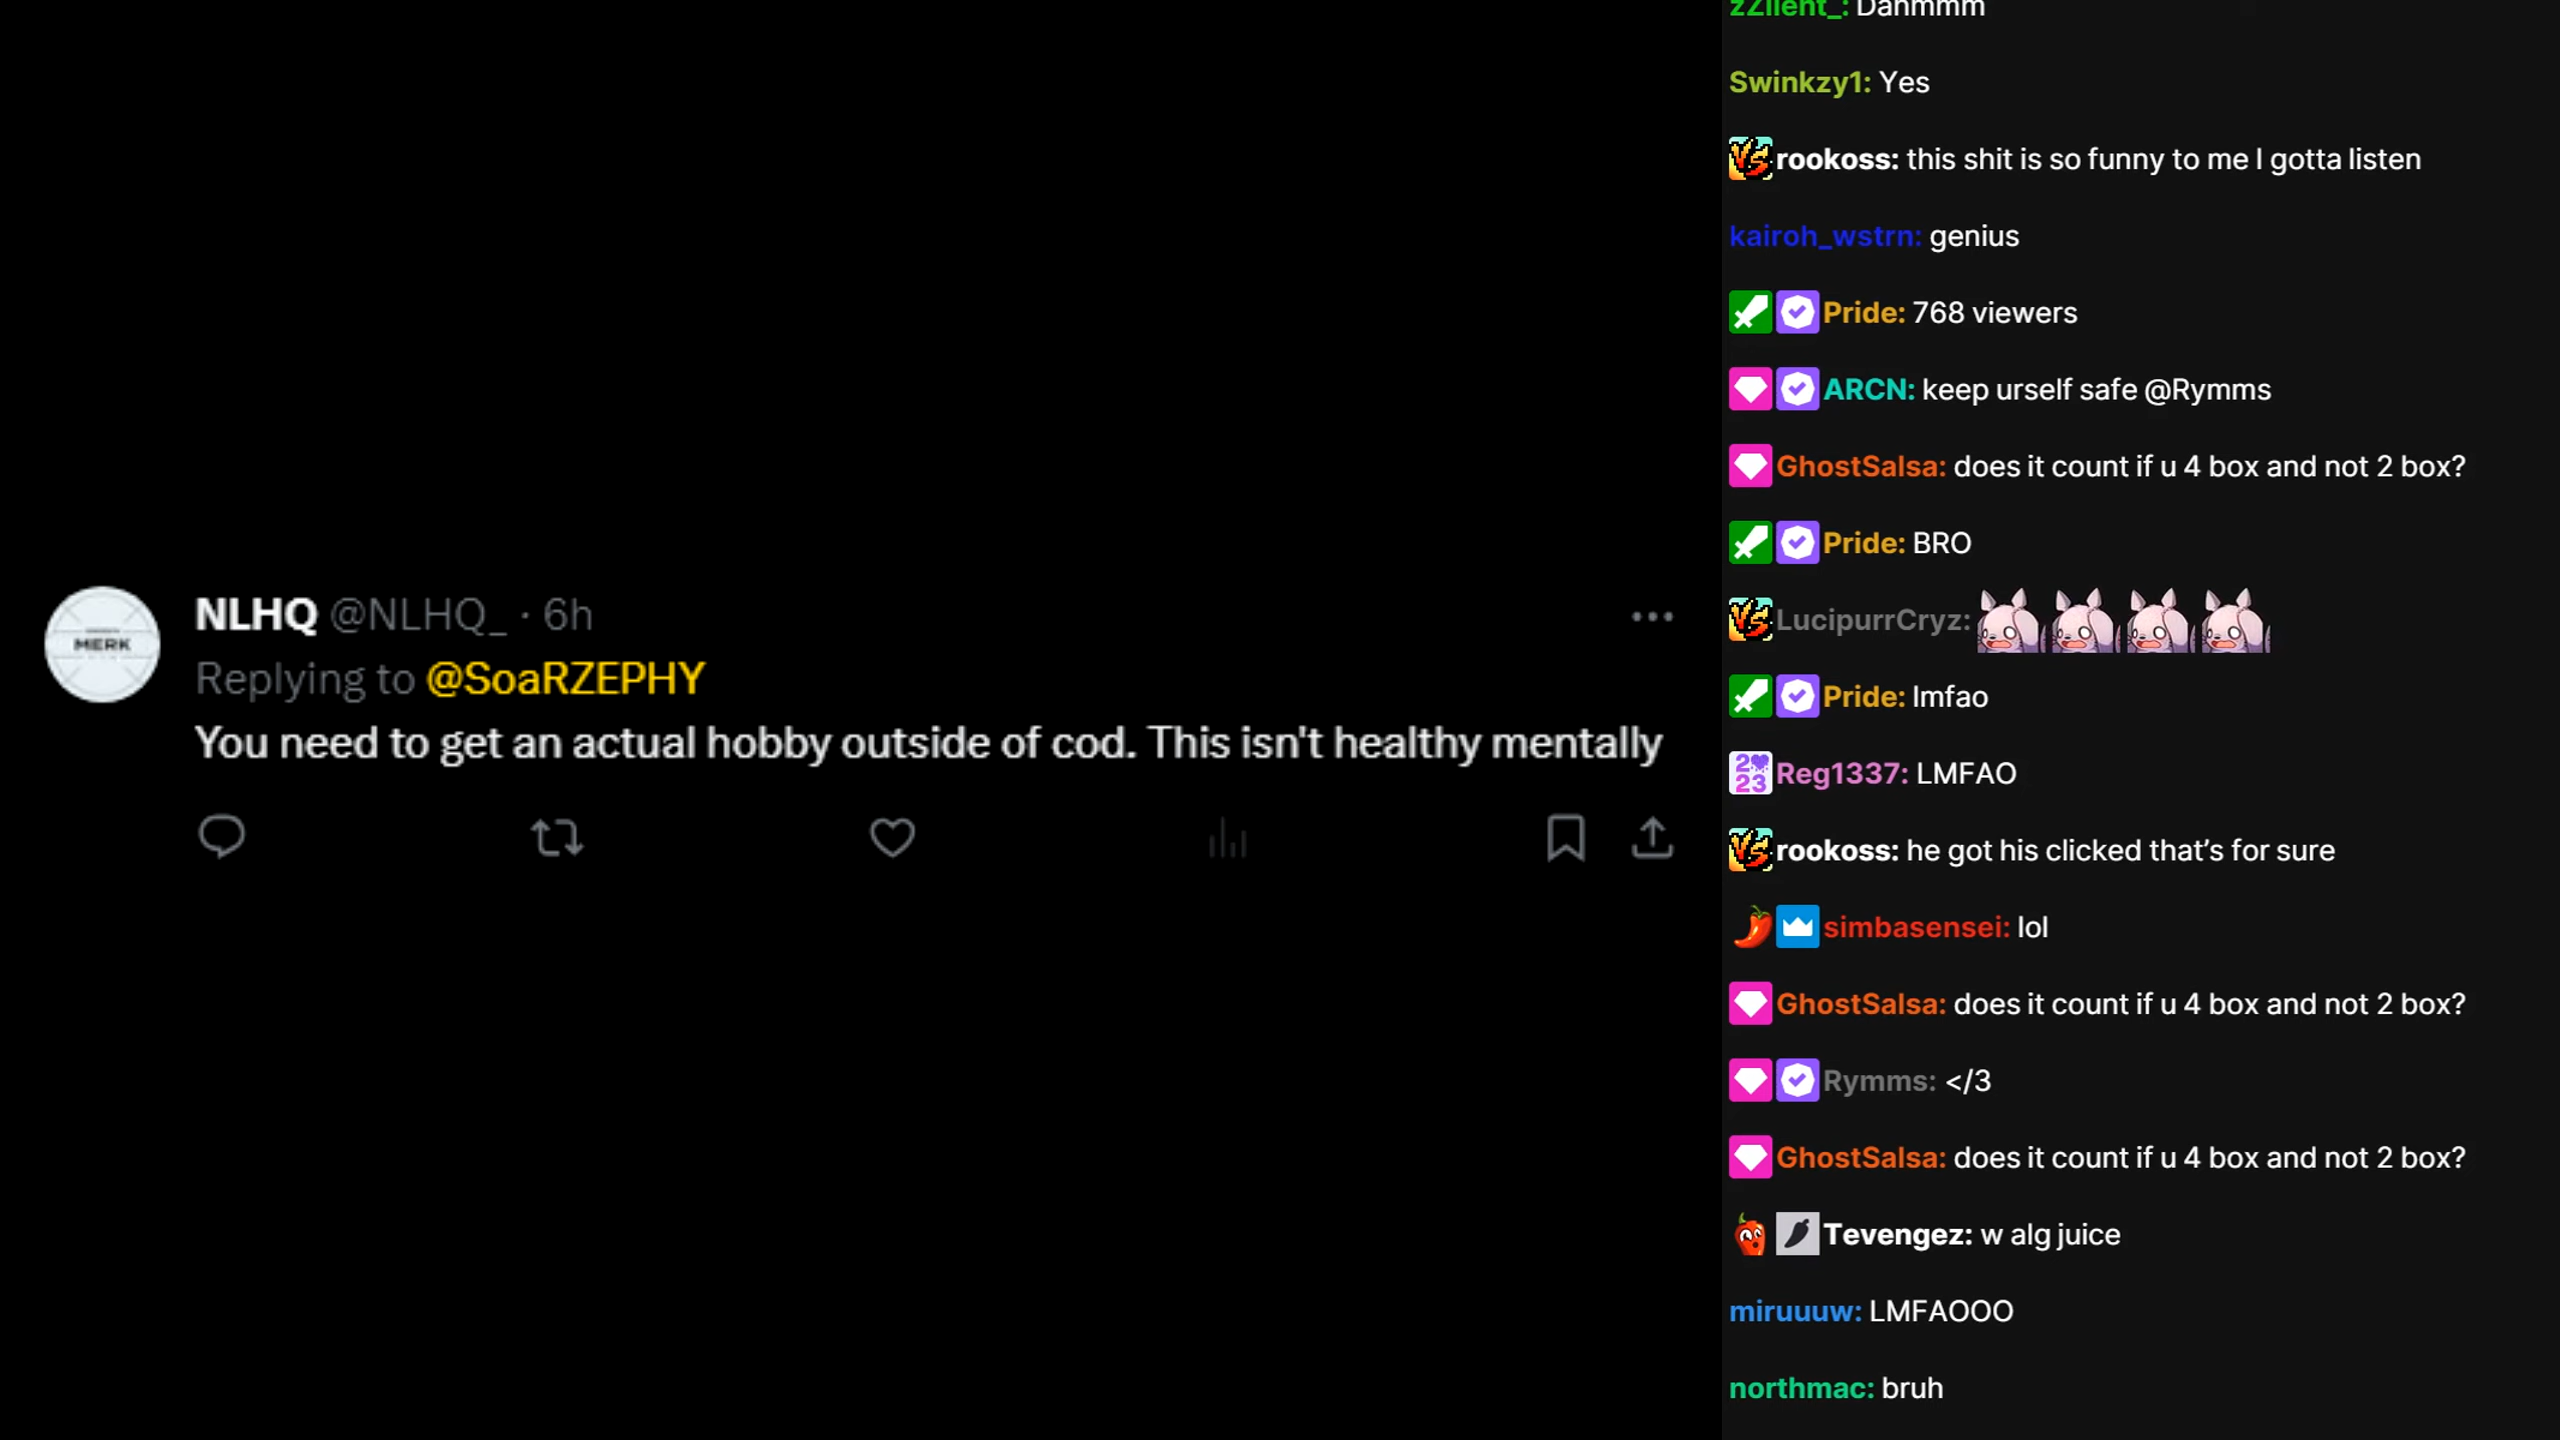 NLHQ @NLHQ_ · 6h
Replying to @SoaRZEPHY
You need to get an actual hobby outside of cod. This isn't healthy mentally
MERK
zZilent_: Dahmmm
Swinkzy1: Yes
rookoss: this shit is so funny to me I gotta listen
kairoh_wstrn: genius
Pride: 768 viewers
ARCN: keep urself safe @Rymms
GhostSalsa: does it count if u 4 box and not 2 box?
Pride: BRO
LucipurrCryz:
Pride: lmfao
2023 Reg1337: LMFAO
rookoss: he got his clicked that’s for sure
simbasensei: lol
GhostSalsa: does it count if u 4 box and not 2 box?
Rymms: </3
GhostSalsa: does it count if u 4 box and not 2 box?
Tevengez: w alg juice
miruuuw: LMFAOOO
northmac: bruh